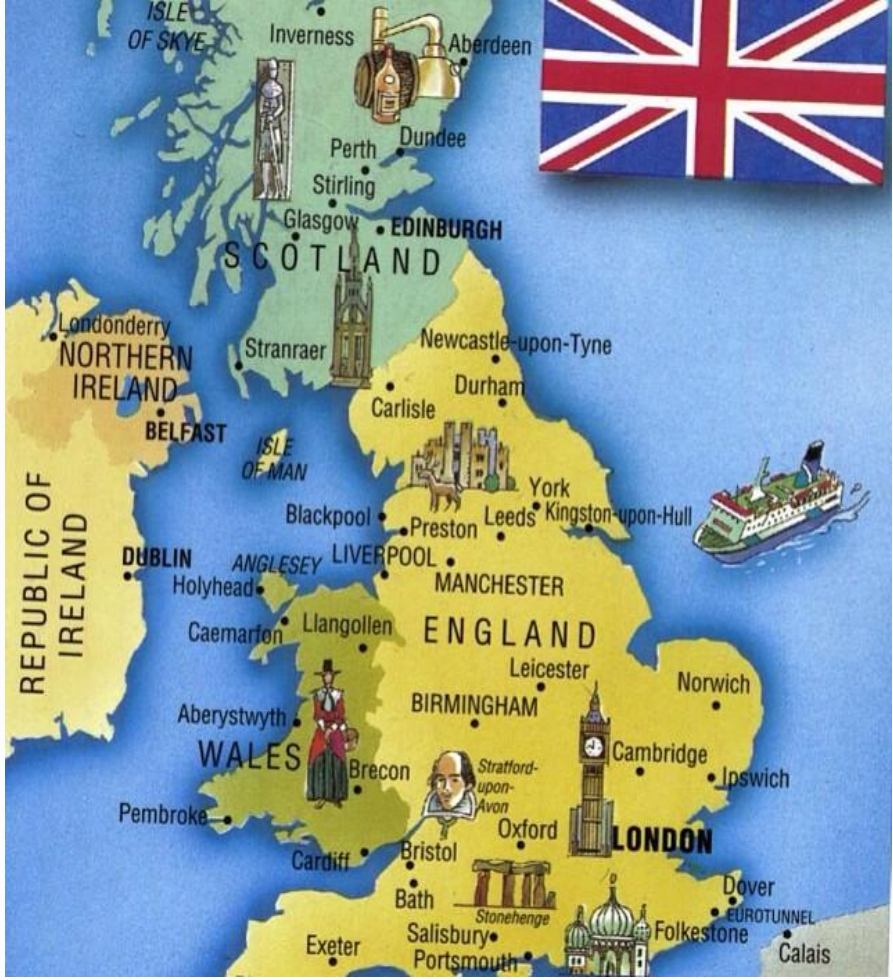 ISLE
OF SKYE
Inverness
Aberdeen
Dundee
Perth
Stirling
Glasgow
EDINBURGH
SCOTLAND
Londonderry
NORTHERN
IRELAND
Stranraer
Newcastle-upon-Tyne
Durham
Carlisle
BELFAST
ISLE
OF MAN
York
Blackpool
Preston
Leeds
Kingston-upon-Hull
REPUBLIC OF
IRELAND
DUBLIN
ANGLESEY
LIVERPOOL
Holyhead
MANCHESTER
Caemarfon
Llangollen
ENGLAND
Leicester
Norwich
BIRMINGHAM
Aberystwyth
WALES
Brecon
Stratford-
upon-
Avon
Cambridge
Ipswich
Pembroke
Oxford
LONDON
Cardiff
Bristol
Bath
Stonehenge
Dover
EUROTUNNEL
Folkestone
Salisbury
Portsmouth
Exeter
Calais